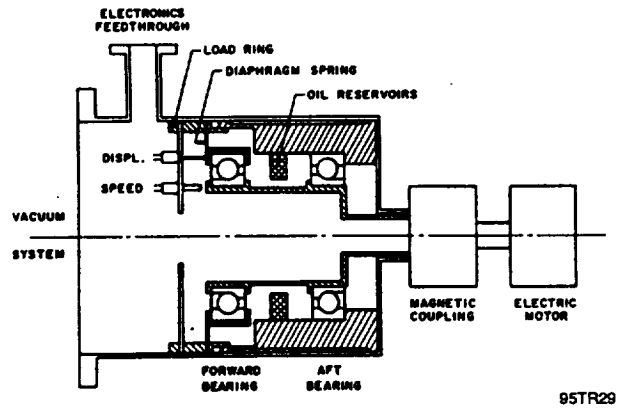 ELECTRONICS
FEEDTHROUGH
LOAD RING
DIAPHRAGM SPRING
OIL RESERVOIRS
DISPL.
SPEED
VACUUM
SYSTEM
MAGNETIC
COUPLING
ELECTRIC
MOTOR
FORWARD
BEARING
AFT
BEARING
95TR29